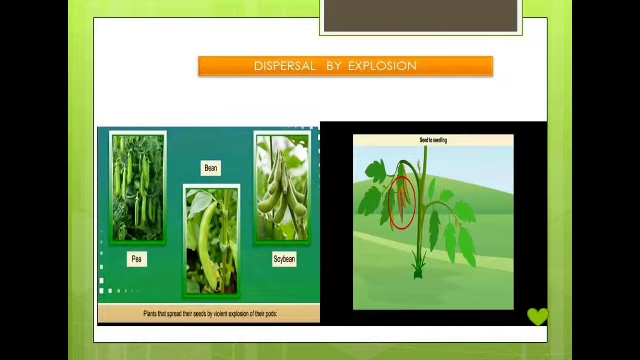 DISPERSAL BY EXPLOSION
Seed to seedling
Bean
Pea
Soybean
Plants that spread their seeds by violent explosion of their pods: